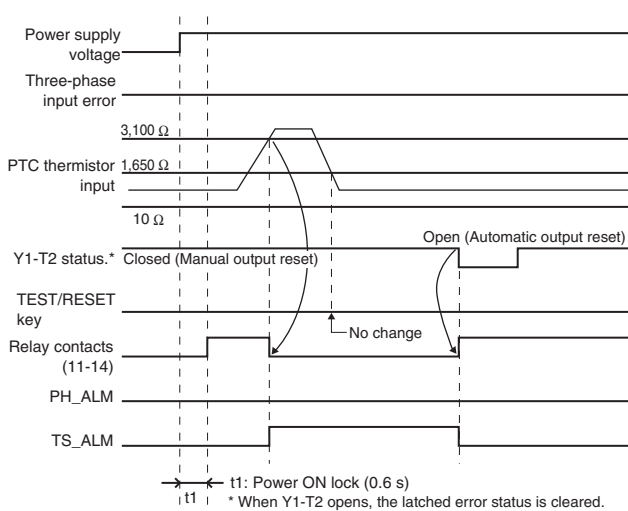 Power supply
voltage
Three-phase
input error
3,100 Ω
PTC thermistor
input
1,650 Ω
10 Ω
Open (Automatic output reset)
Y1-T2 status.* Closed (Manual output reset)
TEST/RESET
key
No change
Relay contacts
(11-14)
PH_ALM
TS_ALM
t1
t1: Power ON lock (0.6 s)
* When Y1-T2 opens, the latched error status is cleared.